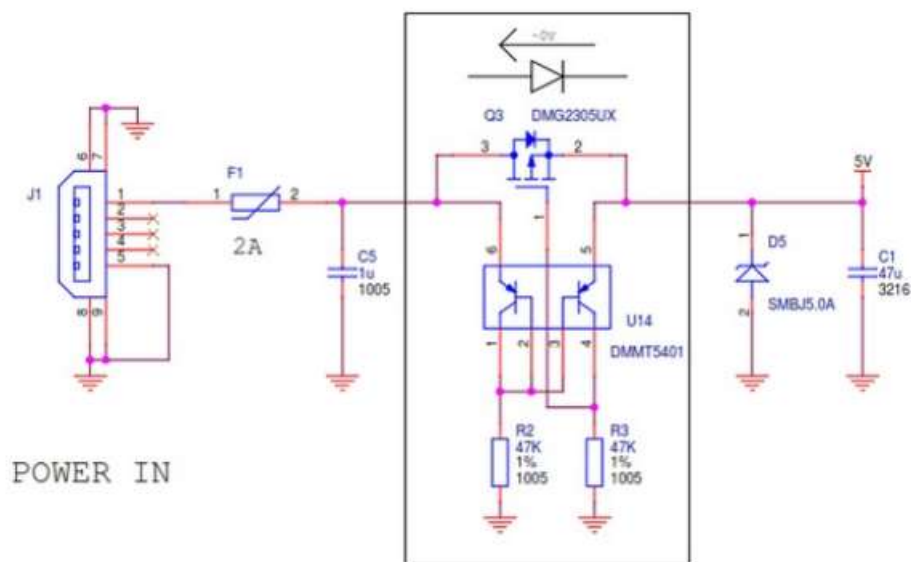 ~0V
Q3 DMG2305UX
3 2
1
6 7
J1
1
2
3
4
5
8 9
F1
1 2
2A
C5
1u
1005
6 5
U14
DMMT5401
1 2 3 4
R2
47K
1%
1005
R3
47K
1%
1005
5V
1
D5
SMBJ5.0A
2
C1
47u
3216
POWER IN